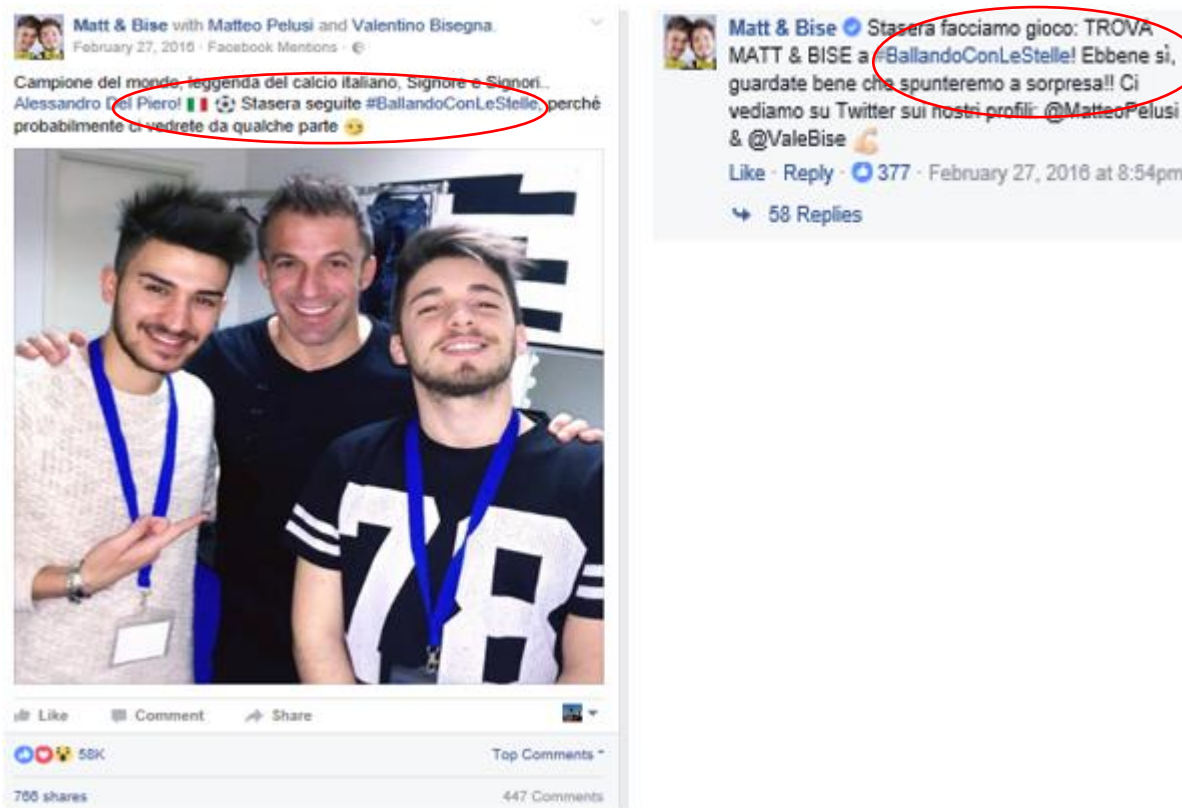 Matt & Bise with Matteo Pelusi and Valentino Bisegna.
February 27, 2016 · Facebook Mentions ·
Campione del mondo, leggenda del calcio italiano, Signore e Signori..
Alessandro Del Piero! 🇮🇹 ⚽ Stasera seguite #BallandoConLeStelle, perché
probabilmente ci vedrete da qualche parte 😏
78
Like Comment Share
58K Top Comments
766 shares 447 Comments
Matt & Bise Stasera facciamo gioco: TROVA
MATT & BISE a #BallandoConLeStelle! Ebbene sì,
guardate bene che spunteremo a sorpresa!! Ci
vediamo su Twitter sui nostri profili: @MatteoPelusi
& @ValeBise 💪🏻
Like · Reply · 377 · February 27, 2016 at 8:54pm
58 Replies